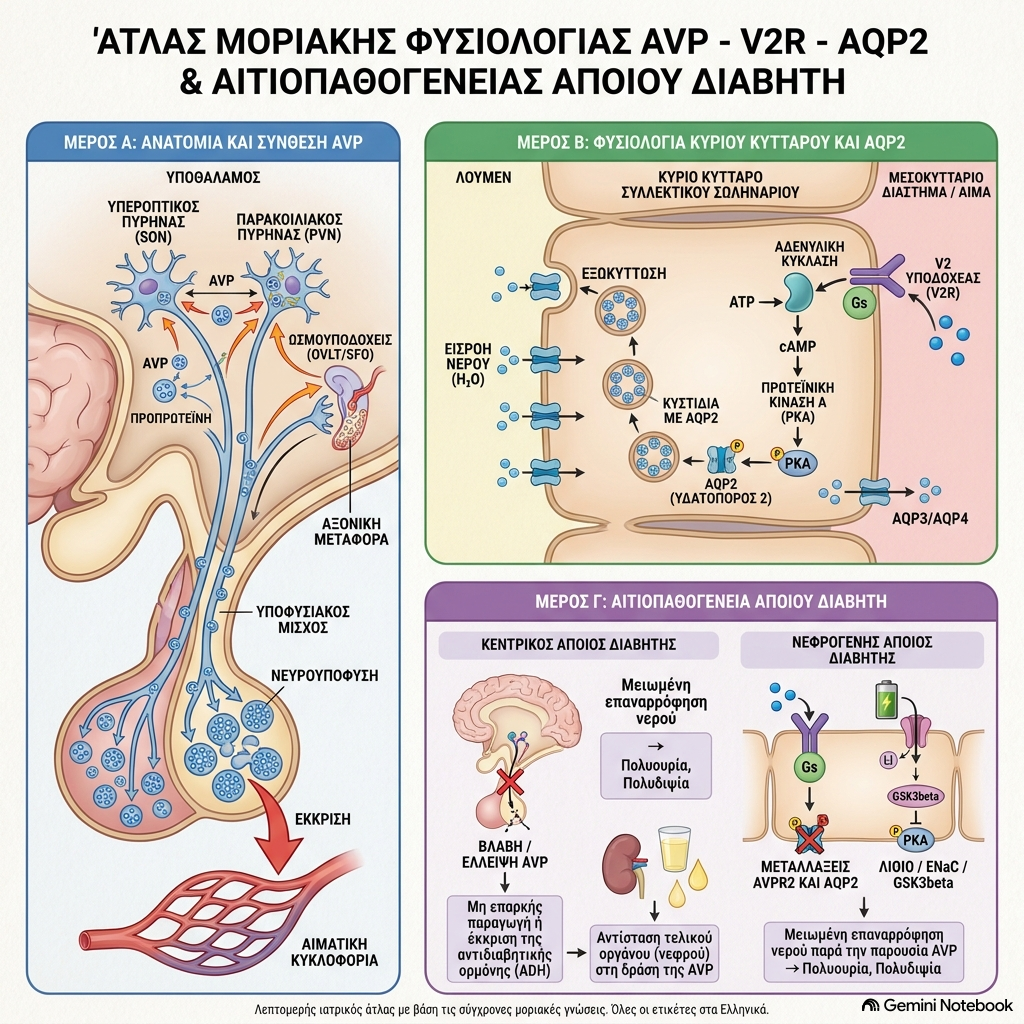 ΆΤΛΑΣ ΜΟΡΙΑΚΗΣ ΦΥΣΙΟΛΟΓΙΑΣ AVP - V2R - AQP2
& ΑΙΤΙΟΠΑΘΟΓΕΝΕΙΑΣ ΑΠΟΙΟΥ ΔΙΑΒΗΤΗ
ΜΕΡΟΣ Α: ΑΝΑΤΟΜΙΑ ΚΑΙ ΣΥΝΘΕΣΗ AVP
ΥΠΟΘΑΛΑΜΟΣ
ΥΠΕΡΟΠΤΙΚΟΣ
ΠΥΡΗΝΑΣ
(SON)
ΠΑΡΑΚΟΙΛΙΑΚΟΣ
ΠΥΡΗΝΑΣ (PVN)
AVP
ΩΣΜΟΥΠΟΔΟΧΕΙΣ
(OVLT/SFO)
AVP
ΠΡΟΠΡΩΤΕΪΝΗ
ΑΞΟΝΙΚΗ
ΜΕΤΑΦΟΡΑ
ΥΠΟΦΥΣΙΑΚΟΣ
ΜΙΣΧΟΣ
ΝΕΥΡΟΥΠΟΦΥΣΗ
ΕΚΚΡΙΣΗ
ΑΙΜΑΤΙΚΗ
ΚΥΚΛΟΦΟΡΙΑ
ΜΕΡΟΣ Β: ΦΥΣΙΟΛΟΓΙΑ ΚΥΡΙΟΥ ΚΥΤΤΑΡΟΥ ΚΑΙ AQP2
ΛΟΥΜΕΝ
ΚΥΡΙΟ ΚΥΤΤΑΡΟ
ΣΥΛΛΕΚΤΙΚΟΥ ΣΩΛΗΝΑΡΙΟΥ
ΜΕΣΟΚΥΤΤΑΡΙΟ
ΔΙΑΣΤΗΜΑ / ΑΙΜΑ
ΕΞΩΚΥΤΤΩΣΗ
ΑΔΕΝΥΛΙΚΗ
ΚΥΚΛΑΣΗ
V2
ΥΠΟΔΟΧΕΑΣ
(V2R)
ATP
Gs
ΕΙΣΡΟΗ
ΝΕΡΟΥ
(H₂O)
cAMP
ΠΡΩΤΕΪΝΙΚΗ
ΚΙΝΑΣΗ Α
(PKA)
ΚΥΣΤΙΔΙΑ
ΜΕ AQP2
P
P
PKA
AQP2
(ΥΔΑΤΟΠΟΡΟΣ 2)
AQP3/AQP4
ΜΕΡΟΣ Γ: ΑΙΤΙΟΠΑΘΟΓΕΝΕΙΑ ΑΠΟΙΟΥ ΔΙΑΒΗΤΗ
ΚΕΝΤΡΙΚΟΣ ΑΠΟΙΟΣ ΔΙΑΒΗΤΗΣ
Μειωμένη
επαναρρόφηση
νερού
→
Πολυουρία,
Πολυδιψία
ΒΛΑΒΗ /
ΕΛΛΕΙΨΗ AVP
Μη επαρκής
παραγωγή ή
έκκριση της
αντιδιαβητικής
ορμόνης (ADH)
Αντίσταση τελικού
οργάνου (νεφρού)
στη δράση της AVP
ΝΕΦΡΟΓΕΝΗΣ ΑΠΟΙΟΣ
ΔΙΑΒΗΤΗΣ
Gs
GSK3beta
P
P
PKA
ΜΕΤΑΛΛΑΞΕΙΣ
AVPR2 ΚΑΙ AQP2
ΛΙΟΙΟ / ENaC /
GSK3beta
Μειωμένη επαναρρόφηση
νερού παρά την παρουσία AVP
→ Πολυουρία, Πολυδιψία
Λεπτομερής ιατρικός άτλας με βάση τις σύγχρονες μοριακές γνώσεις. Όλες οι ετικέτες στα Ελληνικά.
Gemini Notebook